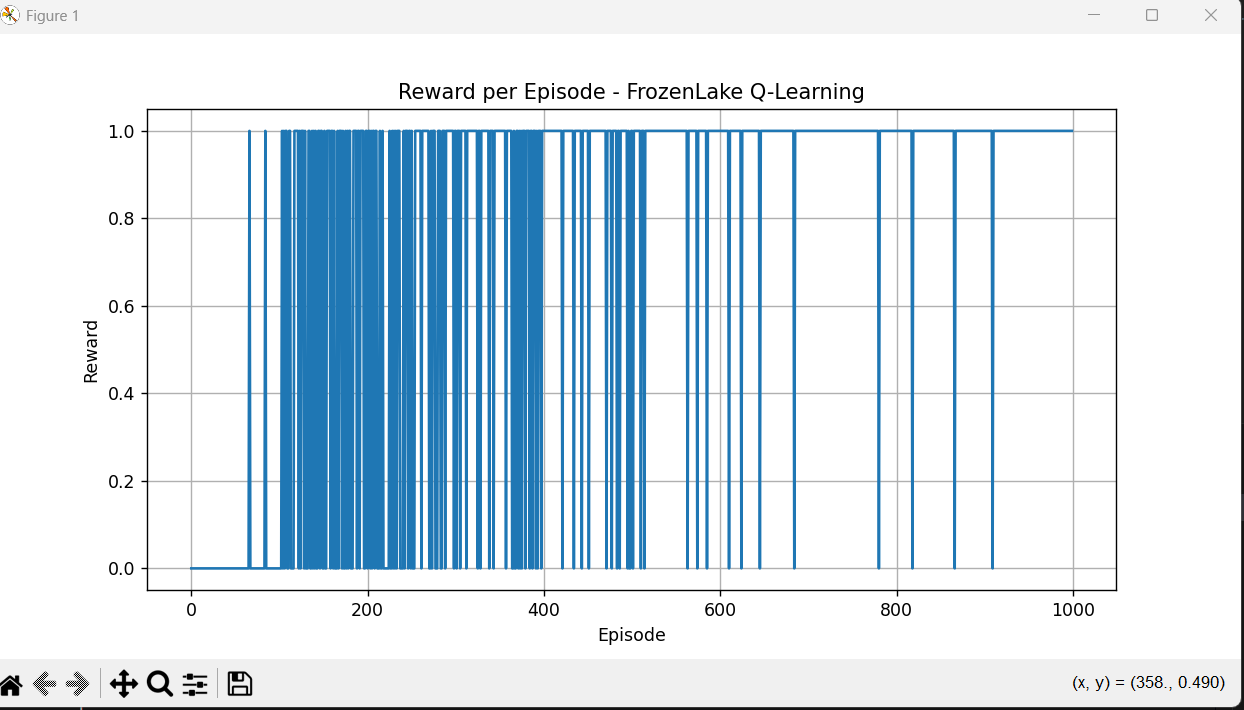 Figure 1
Reward per Episode - FrozenLake Q-Learning
1.0
0.8
0.6
0.4
0.2
0.0
Reward
0 200 400 600 800 1000
Episode
(x, y) = (358., 0.490)